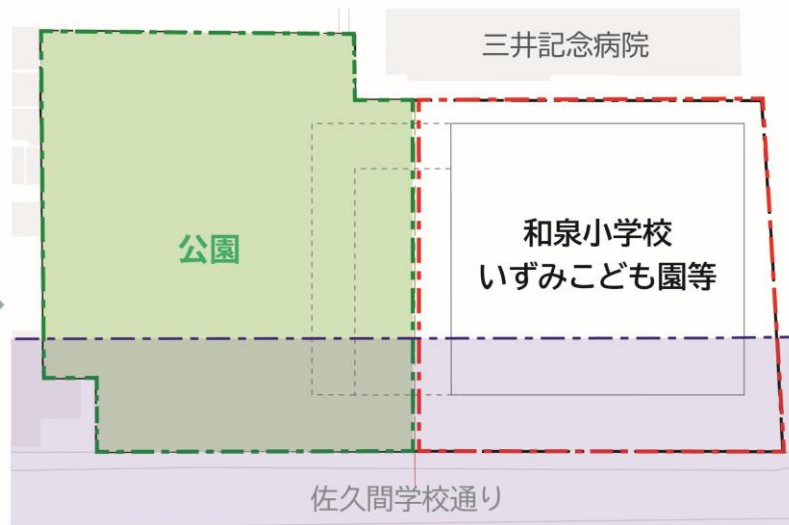 三井記念病院
公園
和泉小学校
いずみこども園等
佐久間学校通り